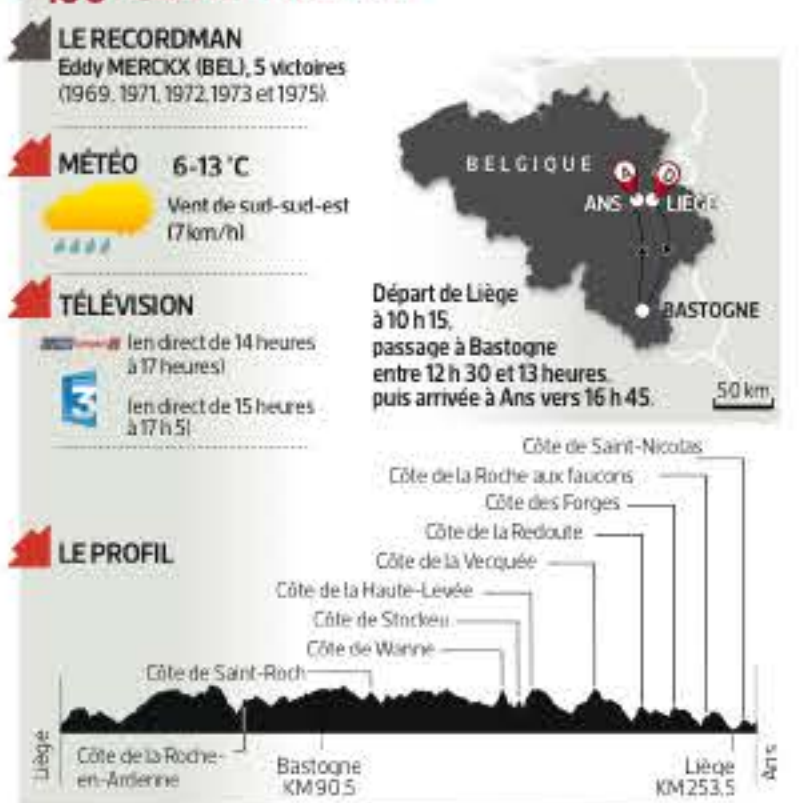 LE RECORDMAN
Eddy MERCKX (BEL), 5 victoires
(1969, 1971, 1972, 1973 et 1975).
MÉTÉO 6-13 °C
Vent de sud-sud-est
(7 km/h)
TÉLÉVISION
(en direct de 14 heures
à 17 heures)
3
(en direct de 15 heures
à 17 h 5)
BELGIQUE
A D
ANS LIÈGE
BASTOGNE
50 km
Départ de Liège
à 10 h 15,
passage à Bastogne
entre 12 h 30 et 13 heures,
puis arrivée à Ans vers 16 h 45.
LE PROFIL
Côte de Saint-Nicolas
Côte de la Roche aux faucons
Côte des Forges
Côte de la Redoute
Côte de la Vecquée
Côte de la Haute-Levée
Côte de Stockeu
Côte de Wanne
Côte de Saint-Roch
Côte de la Roche-
en-Ardenne
Liège
Bastogne
KM 90.5
Liège
KM 253.5
Ans